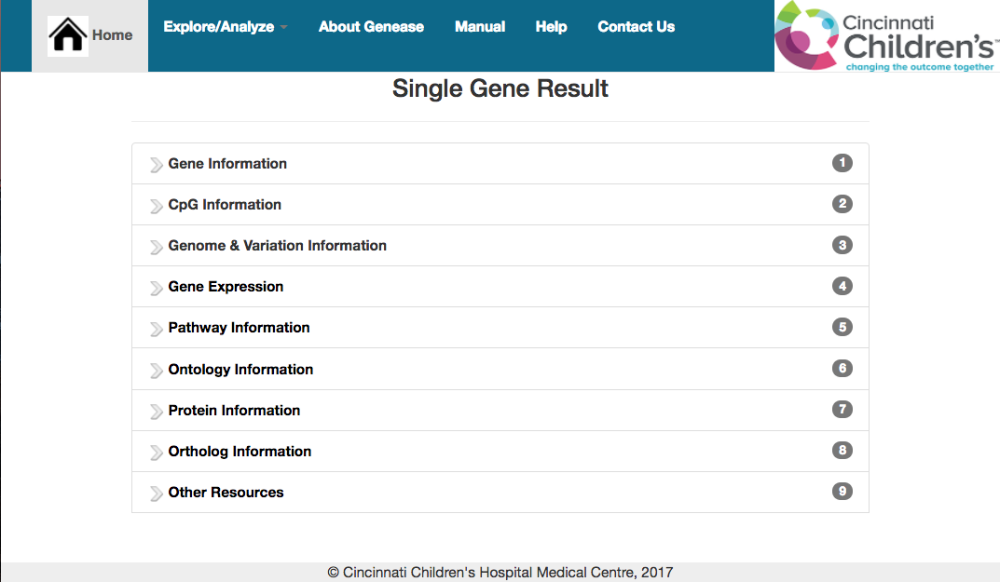 Home Explore/Analyze About Genease Manual Help Contact Us
Cincinnati
Children's™
changing the outcome together
Single Gene Result
Gene Information 1
CpG Information 2
Genome & Variation Information 3
Gene Expression 4
Pathway Information 5
Ontology Information 6
Protein Information 7
Ortholog Information 8
Other Resources 9
© Cincinnati Children's Hospital Medical Centre, 2017